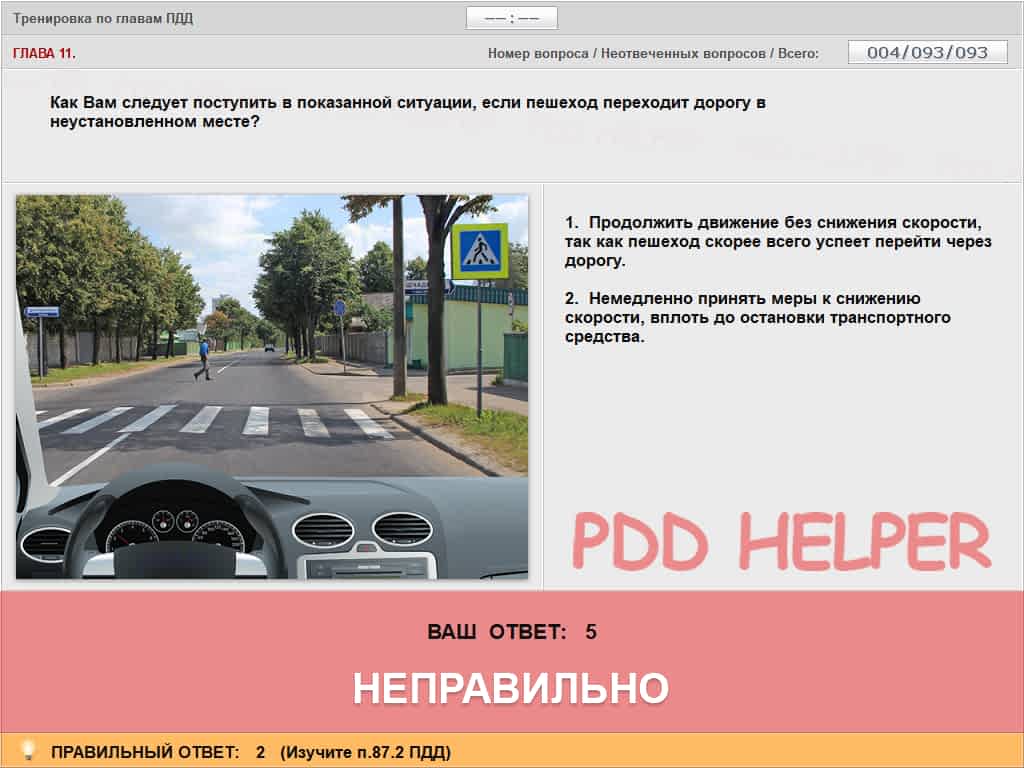 Тренировка по главам ПДД
—— : ——
ГЛАВА 11.
Номер вопроса / Неотвеченных вопросов / Всего:
004/093/093
Как Вам следует поступить в показанной ситуации, если пешеход переходит дорогу в
неустановленном месте?
1. Продолжить движение без снижения скорости,
так как пешеход скорее всего успеет перейти через
дорогу.
2. Немедленно принять меры к снижению
скорости, вплоть до остановки транспортного
средства.
PDD HELPER
ВАШ ОТВЕТ: 5
НЕПРАВИЛЬНО
ПРАВИЛЬНЫЙ ОТВЕТ: 2 (Изучите п.87.2 ПДД)